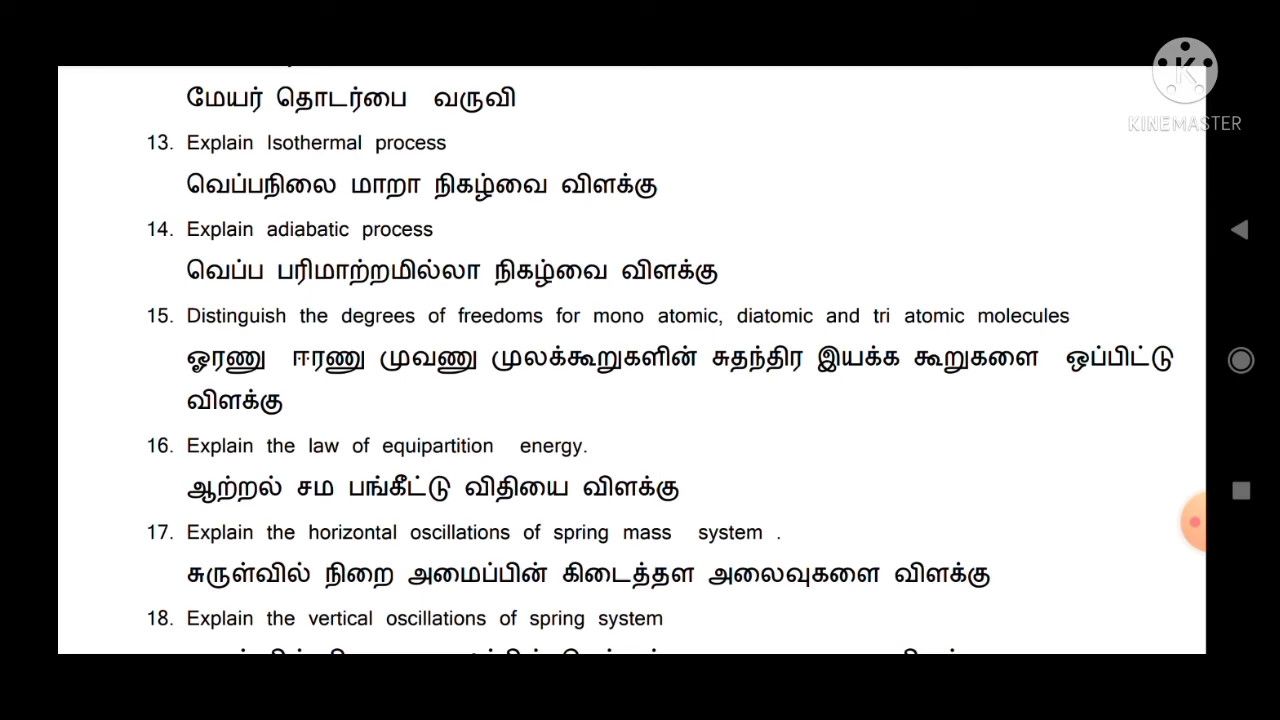 மேயர் தொடர்பை வருவி
KINEMASTER
13. Explain Isothermal process
வெப்பநிலை மாறா நிகழ்வை விளக்கு
14. Explain adiabatic process
வெப்ப பரிமாற்றமில்லா நிகழ்வை விளக்கு
15. Distinguish the degrees of freedoms for mono atomic, diatomic and tri atomic molecules
ஓரணு ஈரணு முவணு முலக்கூறுகளின் சுதந்திர இயக்க கூறுகளை ஒப்பிட்டு
விளக்கு
16. Explain the law of equipartition energy.
ஆற்றல் சம பங்கீட்டு விதியை விளக்கு
17. Explain the horizontal oscillations of spring mass system .
சுருள்வில் நிறை அமைப்பின் கிடைத்தள அலைவுகளை விளக்கு
18. Explain the vertical oscillations of spring system